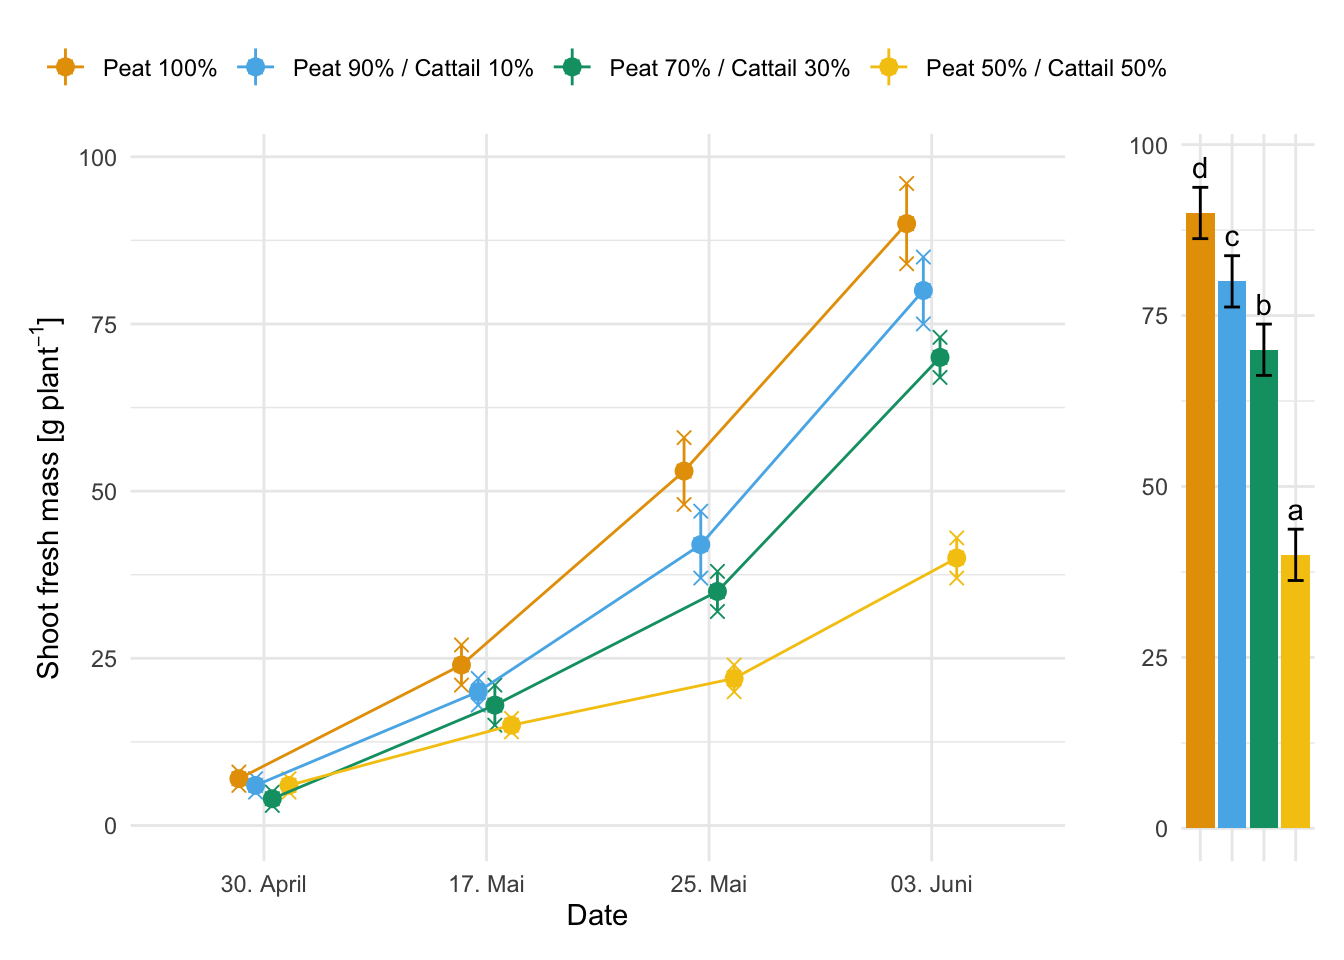 Peat 100% Peat 90% / Cattail 10% Peat 70% / Cattail 30% Peat 50% / Cattail 50%
Shoot fresh mass [g plant⁻¹]
100
75
50
25
0
30. April 17. Mai 25. Mai 03. Juni
Date
100
75
50
25
0
d
c
b
a